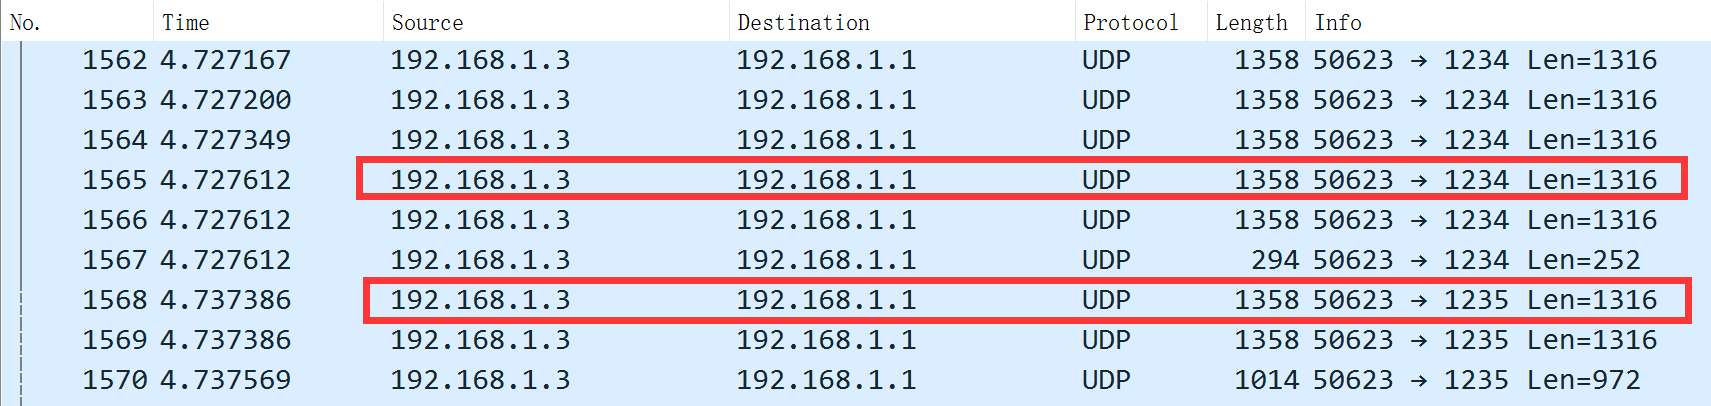 No. Time Source Destination Protocol Length Info
1562 4.727167 192.168.1.3 192.168.1.1 UDP 1358 50623 → 1234 Len=1316
1563 4.727200 192.168.1.3 192.168.1.1 UDP 1358 50623 → 1234 Len=1316
1564 4.727349 192.168.1.3 192.168.1.1 UDP 1358 50623 → 1234 Len=1316
1565 4.727612 192.168.1.3 192.168.1.1 UDP 1358 50623 → 1234 Len=1316
1566 4.727612 192.168.1.3 192.168.1.1 UDP 1358 50623 → 1234 Len=1316
1567 4.727612 192.168.1.3 192.168.1.1 UDP 294 50623 → 1234 Len=252
1568 4.737386 192.168.1.3 192.168.1.1 UDP 1358 50623 → 1235 Len=1316
1569 4.737386 192.168.1.3 192.168.1.1 UDP 1358 50623 → 1235 Len=1316
1570 4.737569 192.168.1.3 192.168.1.1 UDP 1014 50623 → 1235 Len=972